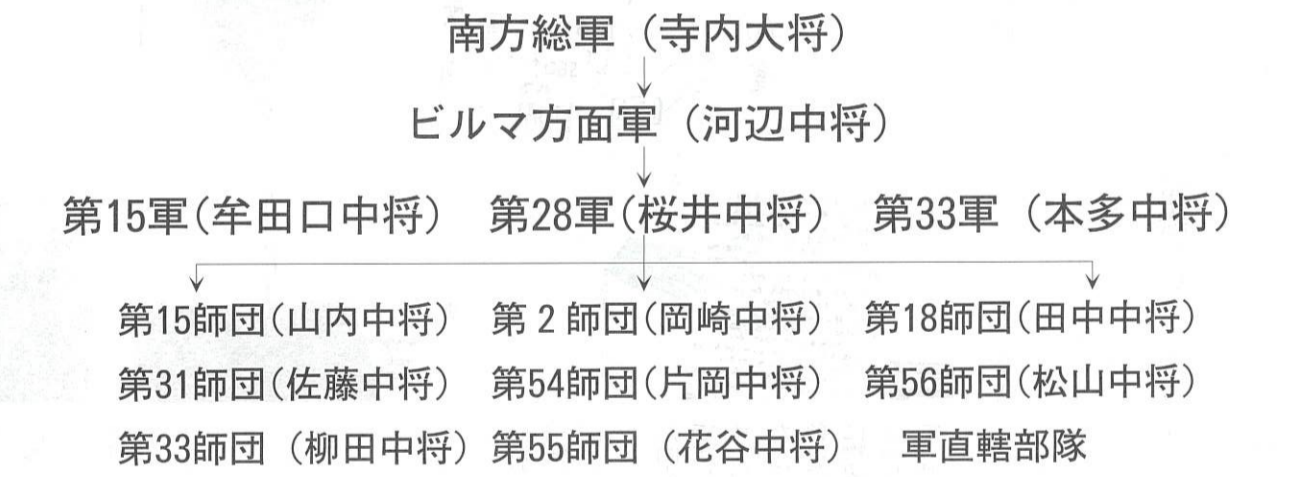 南方総軍（寺内大将）
ビルマ方面軍（河辺中将）
第15軍（牟田口中将） 第28軍（桜井中将） 第33軍（本多中将）
第15師団（山内中将） 第２師団（岡崎中将） 第18師団（田中中将）
第31師団（佐藤中将） 第54師団（片岡中将） 第56師団（松山中将）
第33師団（柳田中将） 第55師団（花谷中将） 軍直轄部隊